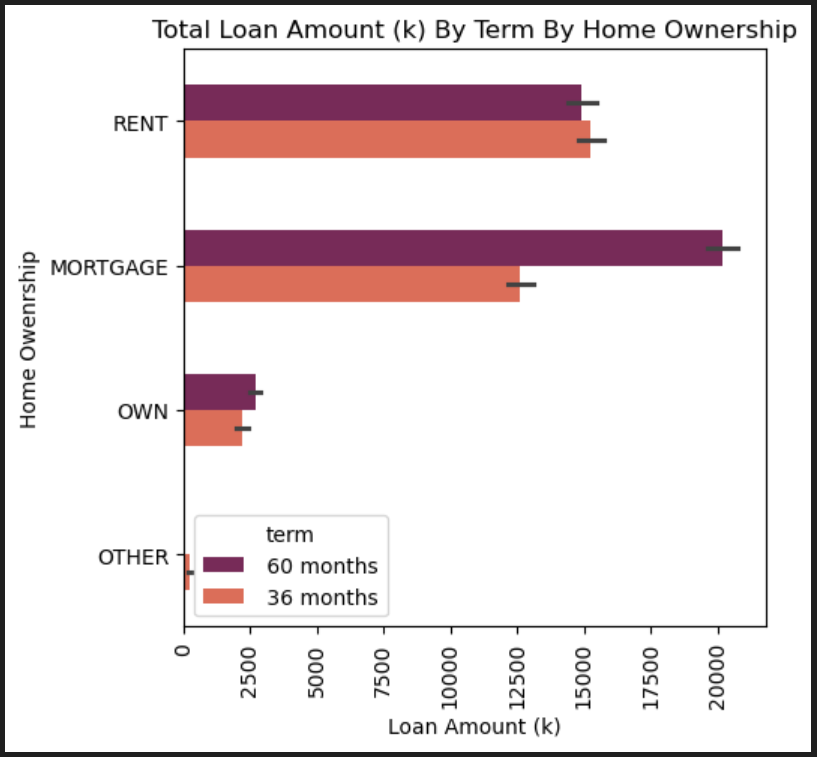 Total Loan Amount (k) By Term By Home Ownership
Home Owenrship
RENT
MORTGAGE
OWN
OTHER
term
60 months
36 months
0
2500
5000
7500
10000
12500
15000
17500
20000
Loan Amount (k)